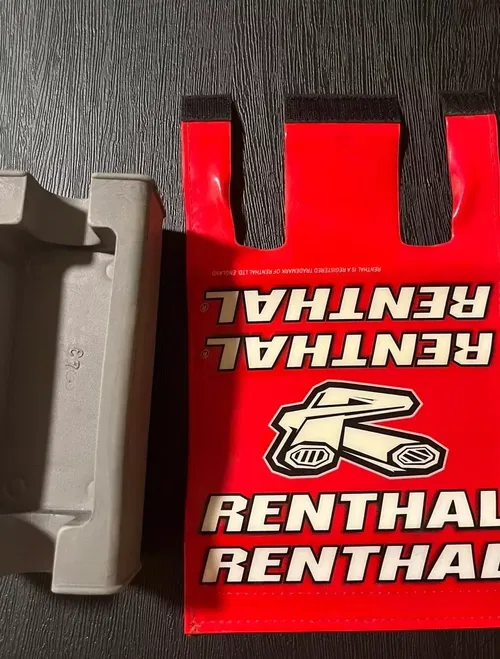 RENTHAL IS A REGISTERED TRADEMARK OF RENTHAL LTD. ENGLAND
RENTHAL®
RENTHAL®
RENTHAL
RENTHAL